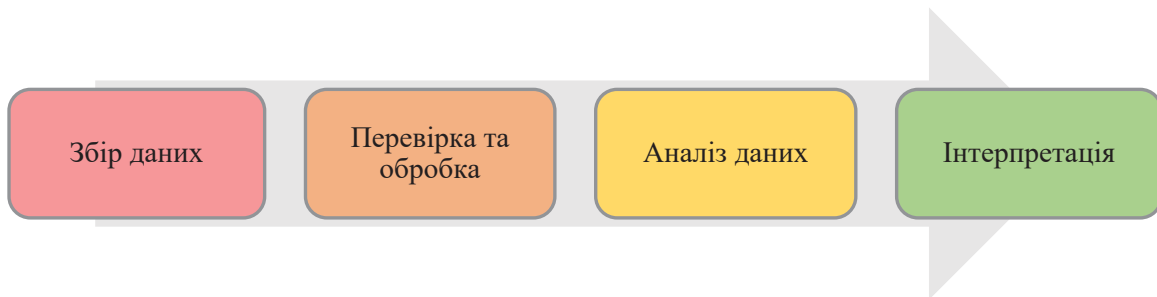 Збір даних
Перевірка та
обробка
Аналіз даних
Інтерпретація